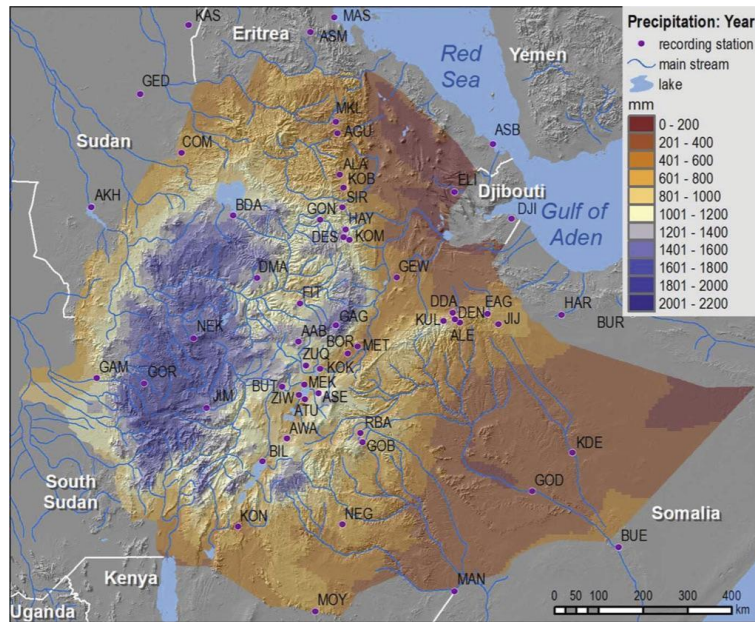 KAS
MAS
Eritrea
ASM
Red
Sea
Yemen
GED
MKL
AGU
Sudan
COM
ASB
ALA
KOB
ELI
Djibouti
AKH
SIR
BDA
GON
HAY
DJI
Gulf of
Aden
DES
KOM
DMA
GEW
FIT
DDA
DEN
EAG
HAR
KUL
ALE
JIJ
BUR
GAG
NEK
AAB
BOR
MET
ZUQ
KOK
GAM
GOR
BUT
MEK
ZIW
ASE
ATU
JIM
AWA
RBA
GOB
BIL
KDE
South
Sudan
GOD
Somalia
KON
NEG
BUE
Kenya
MAN
Uganda
MOY
Precipitation: Year
recording station
main stream
lake
mm
0 - 200
201 - 400
401 - 600
601 - 800
801 - 1000
1001 - 1200
1201 - 1400
1401 - 1600
1601 - 1800
1801 - 2000
2001 - 2200
0 50 100 200 300 400
km